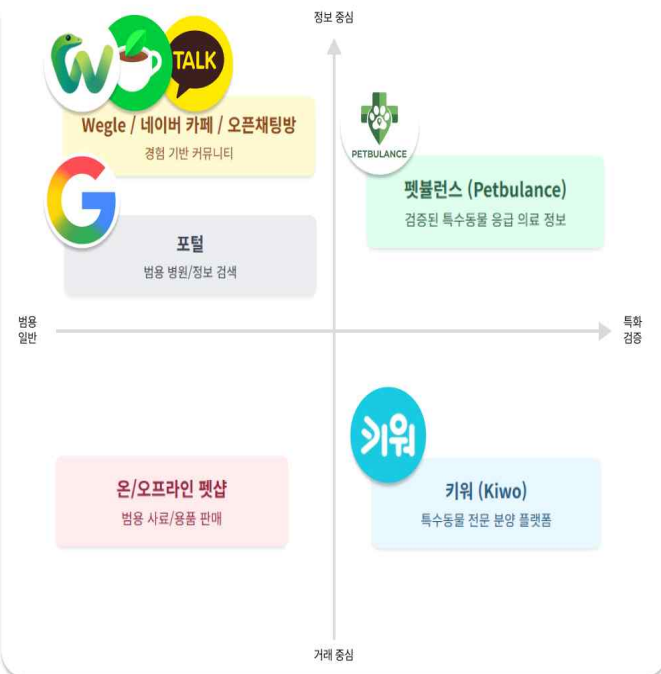 정보 중심
TALK
Wegle / 네이버 카페 / 오픈채팅방
경험 기반 커뮤니티
PETBULANCE
펫뷸런스 (Petbulance)
검증된 특수동물 응급 의료 정보
G
포털
범용 병원/정보 검색
범용
일반
특화
검증
키워
온/오프라인 펫샵
범용 사료/용품 판매
키워 (Kiwo)
특수동물 전문 분양 플랫폼
거래 중심